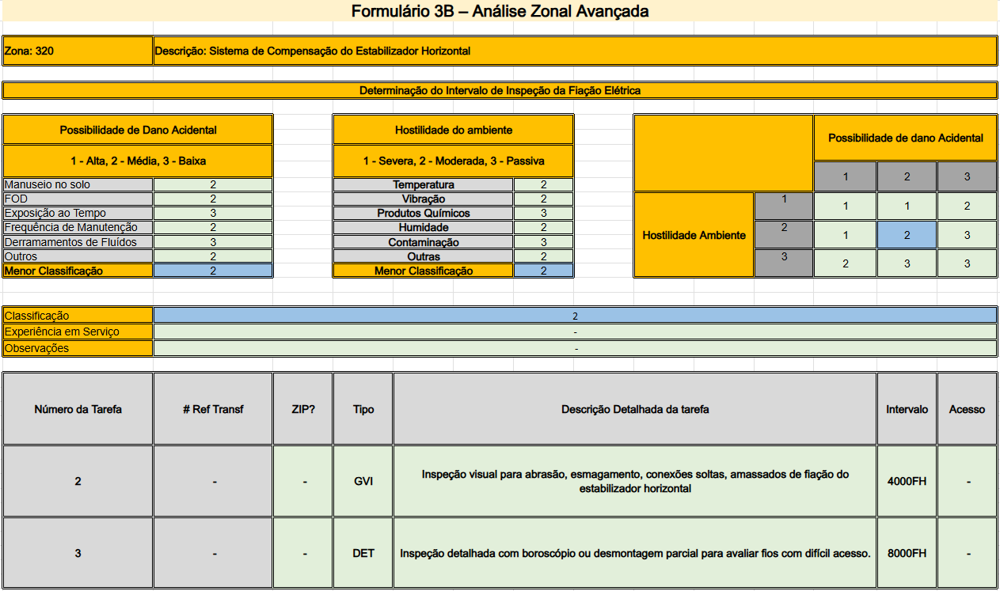 Formulário 3B – Análise Zonal Avançada
Zona: 320 Descrição: Sistema de Compensação do Estabilizador Horizontal
Determinação do Intervalo de Inspeção da Fiação Elétrica
Possibilidade de Dano Acidental
1 - Alta, 2 - Média, 3 - Baixa
Manuseio no solo 2
FOD 2
Exposição ao Tempo 3
Frequência de Manutenção 2
Derramamentos de Fluídos 3
Outros 2
Menor Classificação 2
Hostilidade do ambiente
1 - Severa, 2 - Moderada, 3 - Passiva
Temperatura 2
Vibração 2
Produtos Químicos 3
Humidade 2
Contaminação 3
Outras 2
Menor Classificação 2
Possibilidade de dano Acidental
1 2 3
Hostilidade Ambiente
1 1 1 2
2 1 2 3
3 2 3 3
Classificação 2
Experiência em Serviço -
Observações -
Número da Tarefa # Ref Transf ZIP? Tipo Descrição Detalhada da tarefa Intervalo Acesso
2 - - GVI Inspeção visual para abrasão, esmagamento, conexões soltas, amassados de fiação do
estabilizador horizontal 4000FH -
3 - - DET Inspeção detalhada com boroscópio ou desmontagem parcial para avaliar fios com difícil acesso. 8000FH -